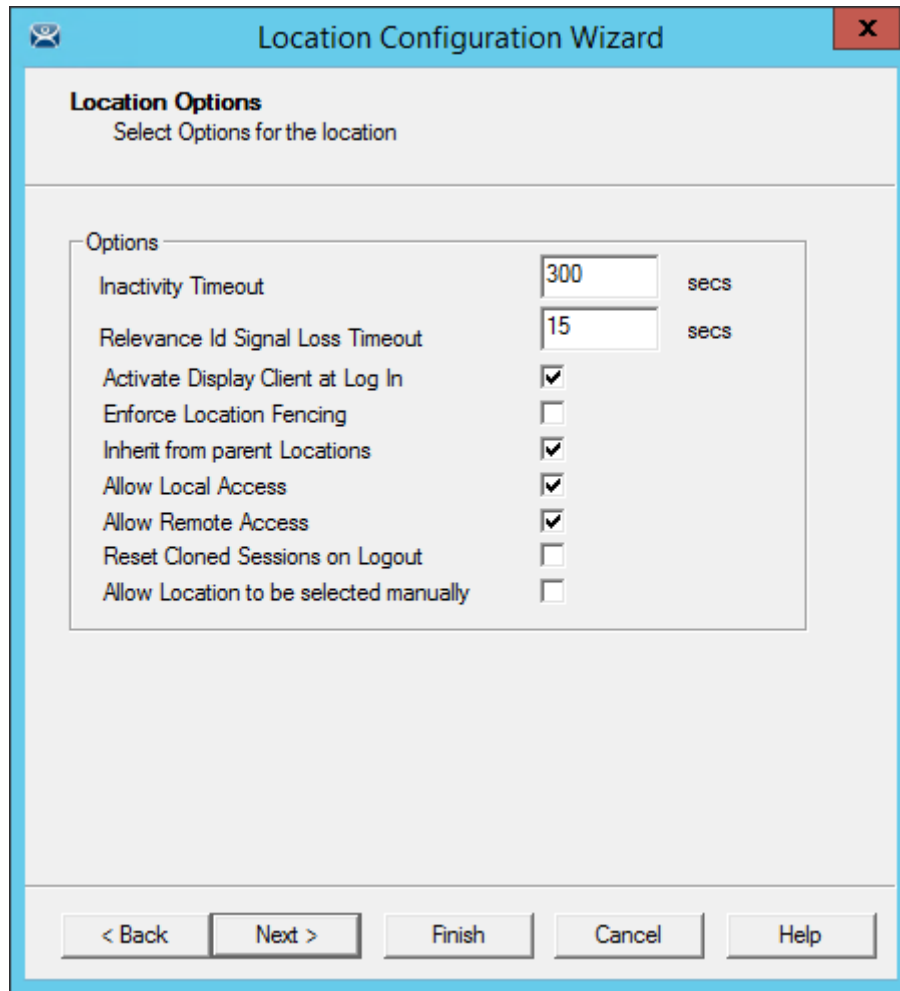 Location Configuration Wizard
x
Location Options
Select Options for the location
Options
Inactivity Timeout 300 secs
Relevance Id Signal Loss Timeout 15 secs
Activate Display Client at Log In
Enforce Location Fencing
Inherit from parent Locations
Allow Local Access
Allow Remote Access
Reset Cloned Sessions on Logout
Allow Location to be selected manually
< Back Next > Finish Cancel Help